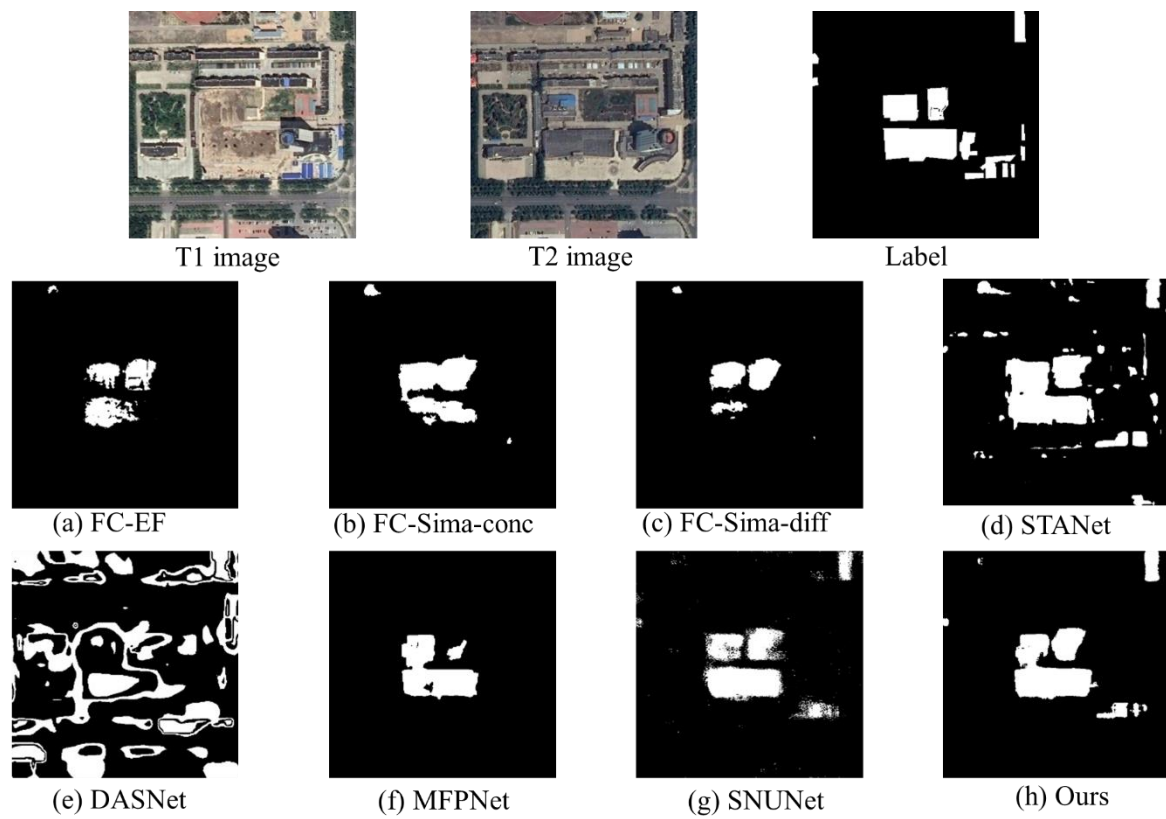 T1 image
T2 image
Label
(a) FC-EF
(b) FC-Sima-conc
(c) FC-Sima-diff
(d) STANet
(e) DASNet
(f) MFPNet
(g) SNUNet
(h) Ours